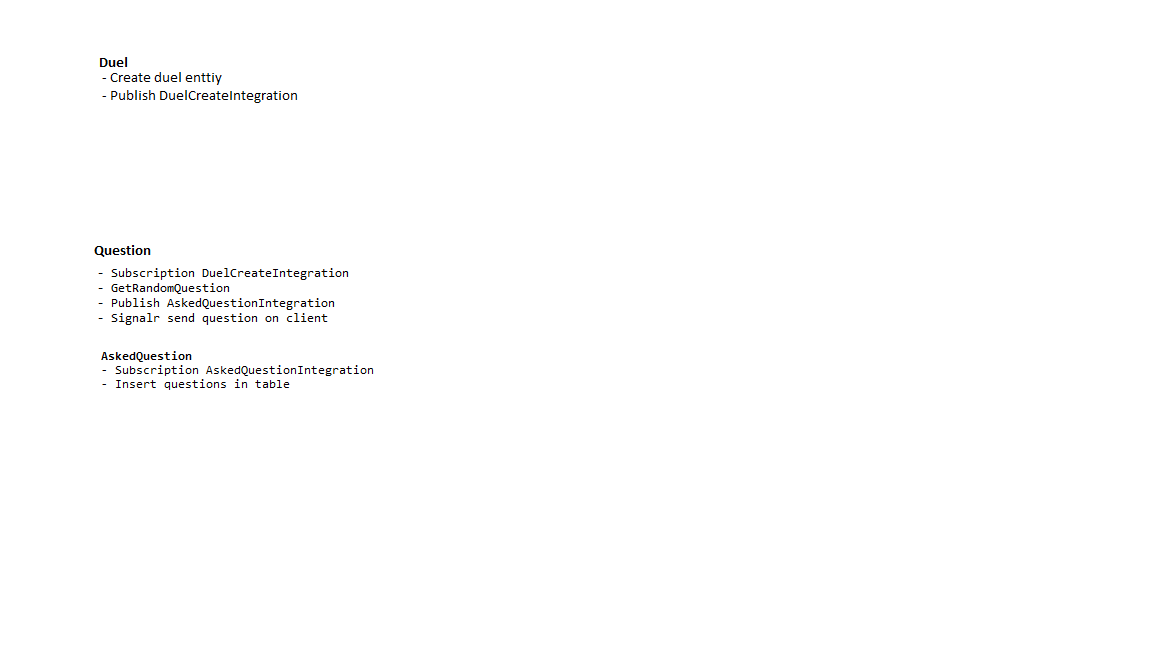 Duel
- Create duel enttiy
- Publish DuelCreateIntegration
Question
- Subscription DuelCreateIntegration
- GetRandomQuestion
- Publish AskedQuestionIntegration
- Signalr send question on client
AskedQuestion
- Subscription AskedQuestionIntegration
- Insert questions in table